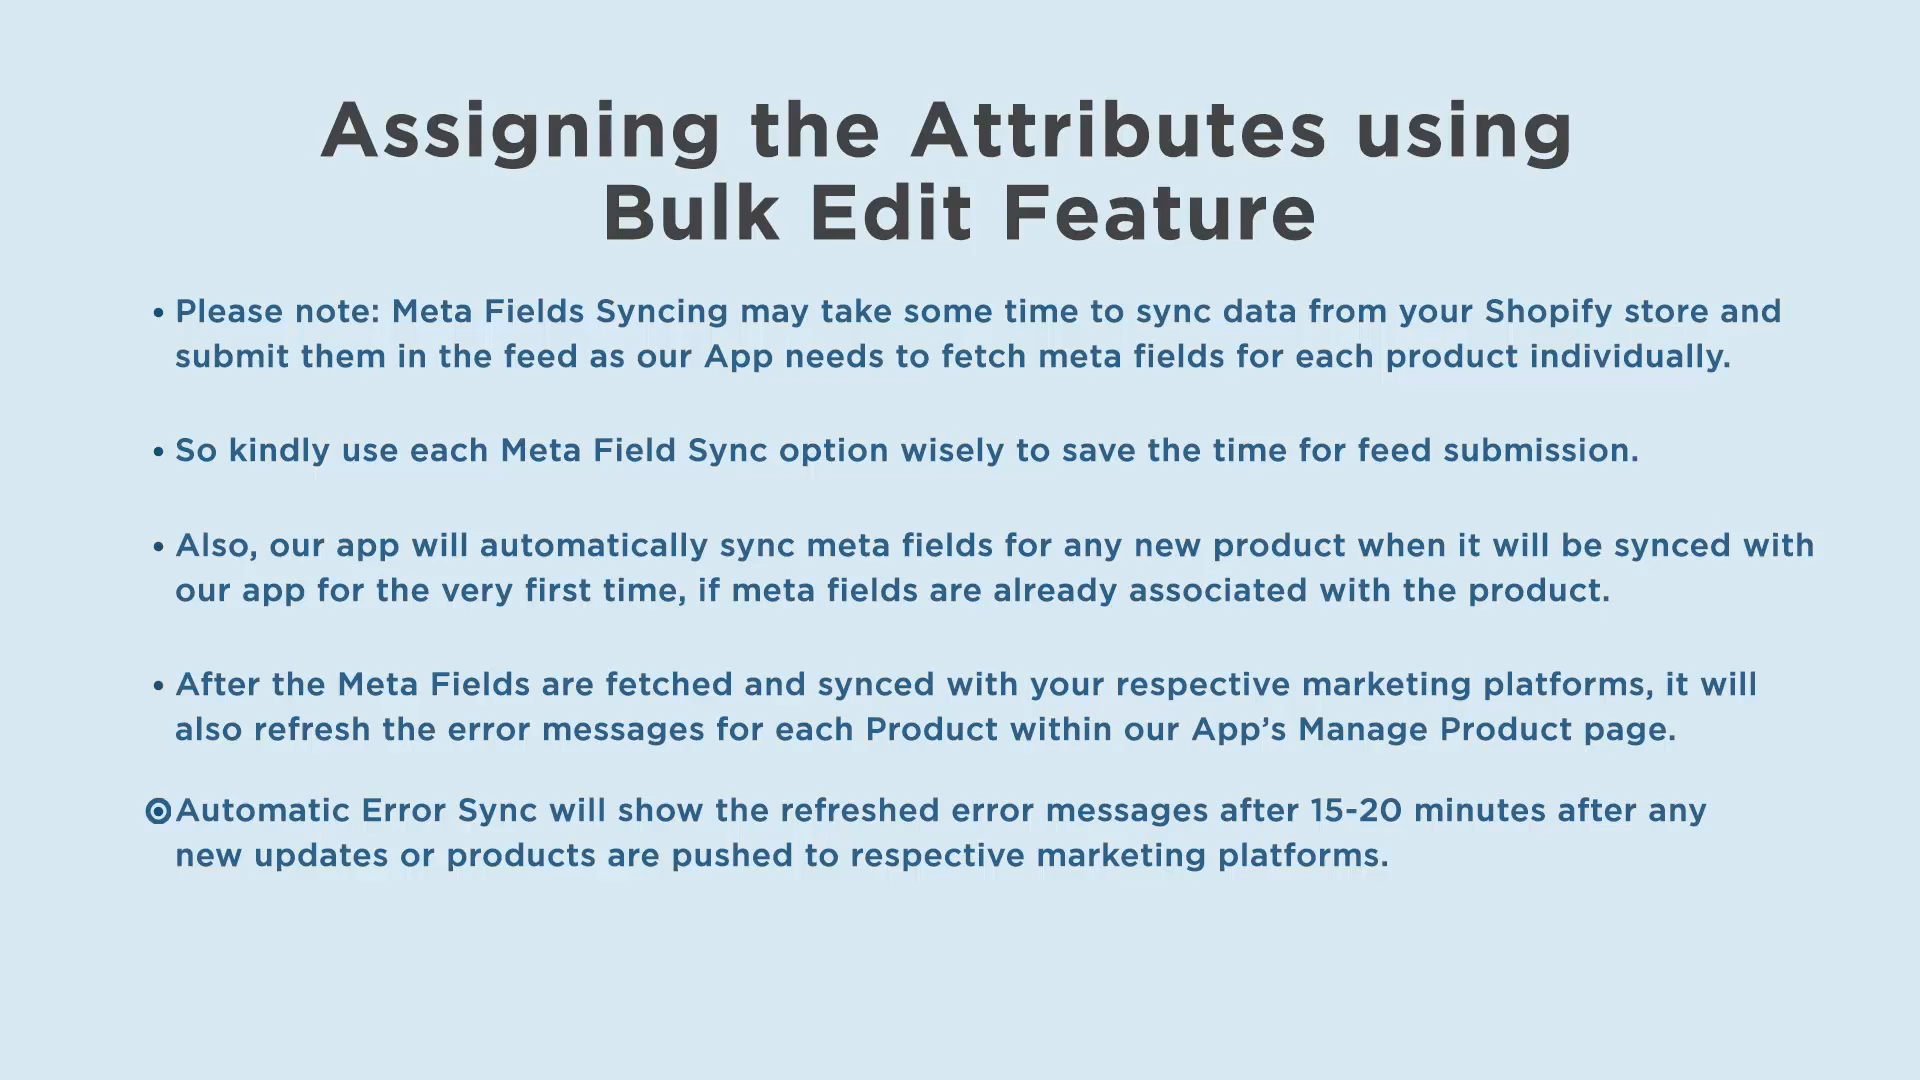 Assigning the Attributes using
Bulk Edit Feature
• Please note: Meta Fields Syncing may take some time to sync data from your Shopify store and
submit them in the feed as our App needs to fetch meta fields for each product individually.
• So kindly use each Meta Field Sync option wisely to save the time for feed submission.
• Also, our app will automatically sync meta fields for any new product when it will be synced with
our app for the very first time, if meta fields are already associated with the product.
• After the Meta Fields are fetched and synced with your respective marketing platforms, it will
also refresh the error messages for each Product within our App’s Manage Product page.
⦿ Automatic Error Sync will show the refreshed error messages after 15-20 minutes after any
new updates or products are pushed to respective marketing platforms.